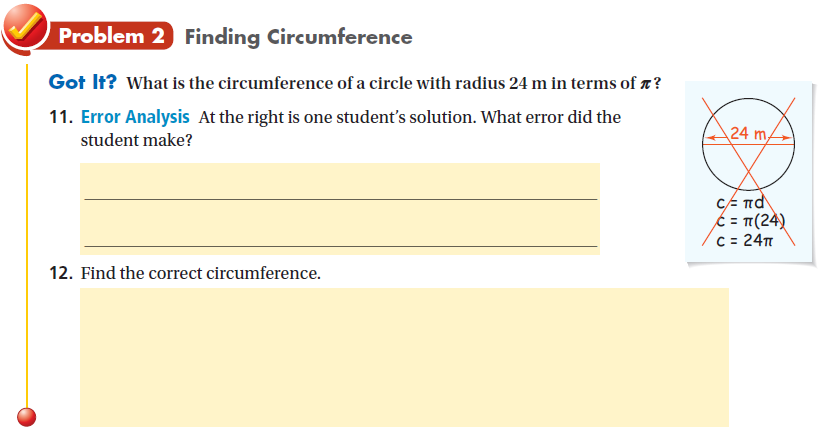 Problem 2 Finding Circumference
Got It? What is the circumference of a circle with radius 24 m in terms of π?
11. Error Analysis At the right is one student's solution. What error did the
student make?
24 m
c = πd
c = π(24)
c = 24π
12. Find the correct circumference.